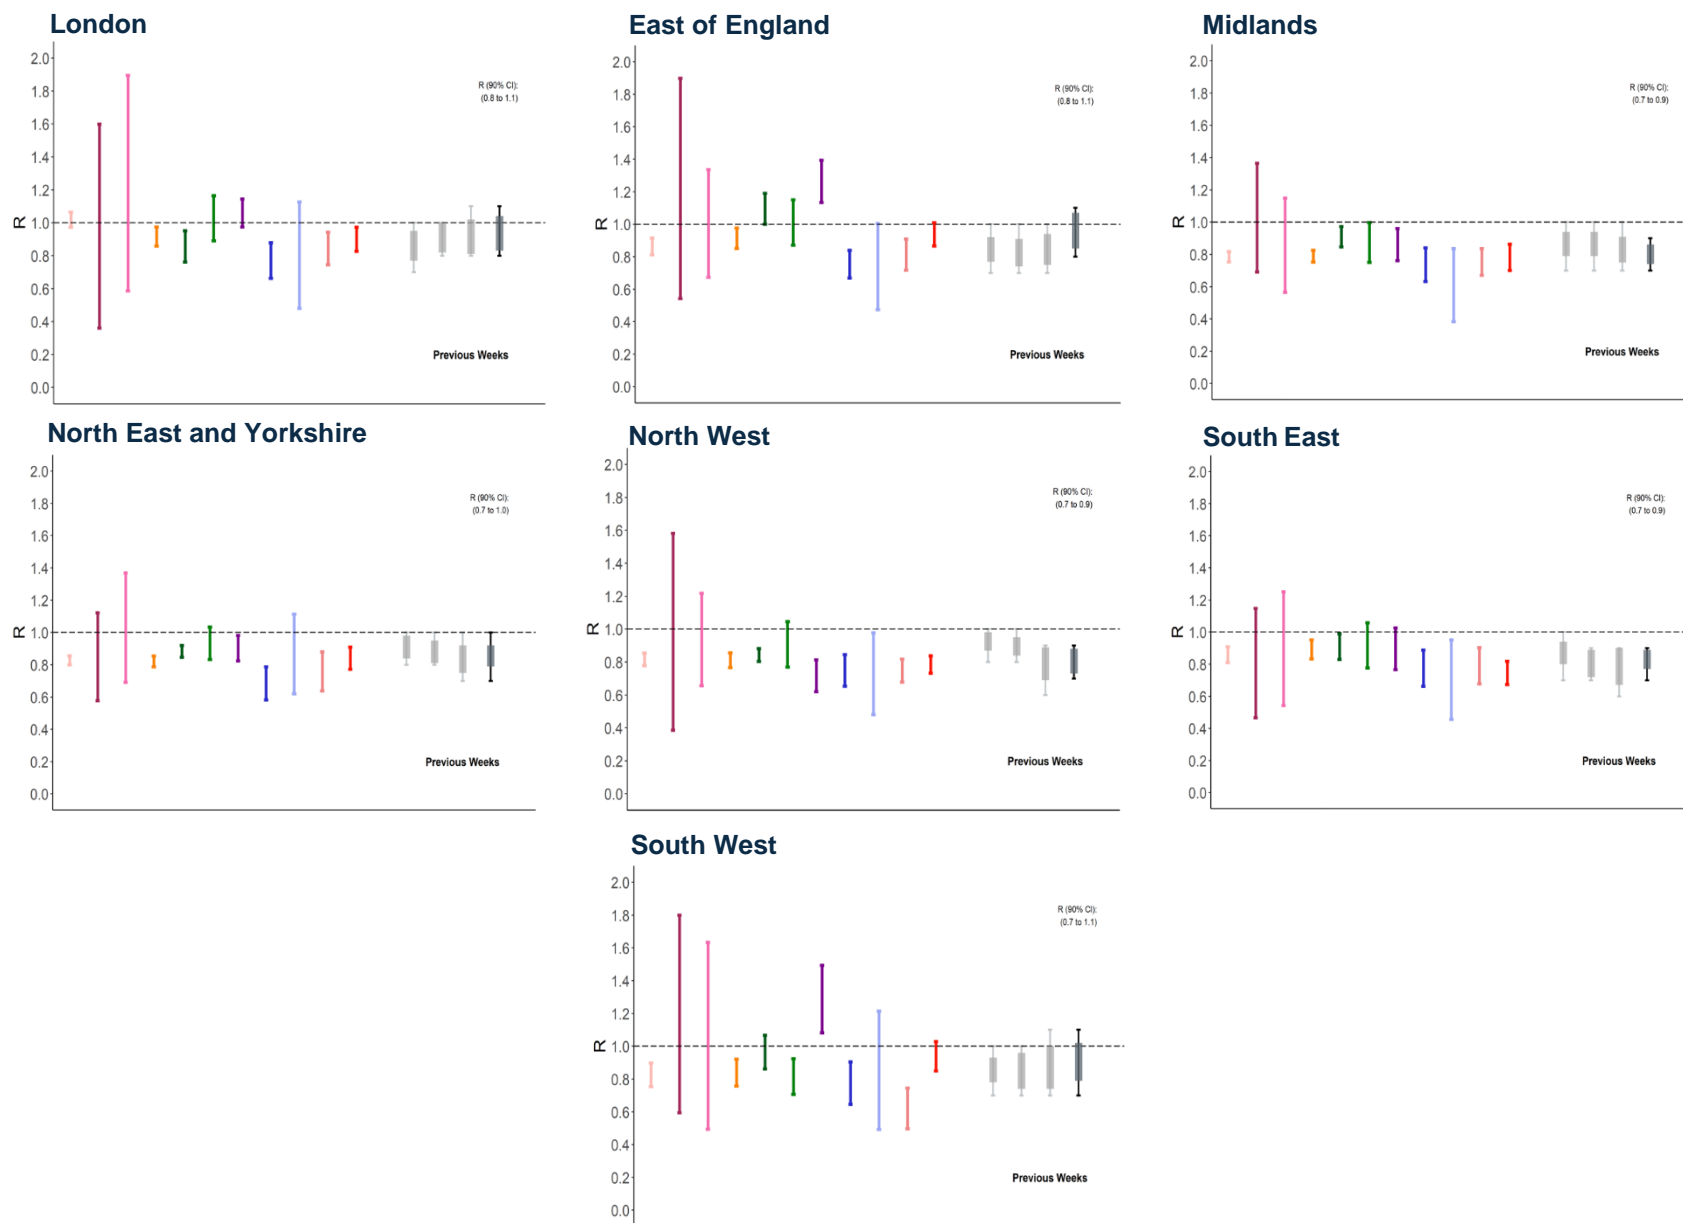 London
2.0
1.8
1.6
1.4
1.2
1.0
0.8
0.6
0.4
0.2
0.0
R
R (90% CI):
(0.8 to 1.1)
Previous Weeks
East of England
2.0
1.8
1.6
1.4
1.2
1.0
0.8
0.6
0.4
0.2
0.0
R
R (90% CI):
(0.8 to 1.1)
Previous Weeks
Midlands
2.0
1.8
1.6
1.4
1.2
1.0
0.8
0.6
0.4
0.2
0.0
R
R (90% CI):
(0.7 to 0.9)
Previous Weeks
North East and Yorkshire
2.0
1.8
1.6
1.4
1.2
1.0
0.8
0.6
0.4
0.2
0.0
R
R (90% CI):
(0.7 to 1.0)
Previous Weeks
North West
2.0
1.8
1.6
1.4
1.2
1.0
0.8
0.6
0.4
0.2
0.0
R
R (90% CI):
(0.7 to 0.9)
Previous Weeks
South East
2.0
1.8
1.6
1.4
1.2
1.0
0.8
0.6
0.4
0.2
0.0
R
R (90% CI):
(0.7 to 0.9)
Previous Weeks
South West
2.0
1.8
1.6
1.4
1.2
1.0
0.8
0.6
0.4
0.2
0.0
R
R (90% CI):
(0.7 to 1.1)
Previous Weeks